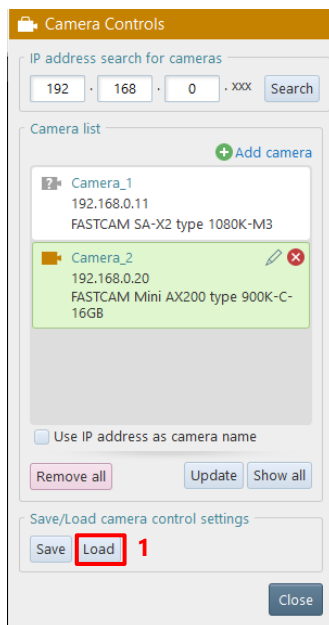 Camera Controls
IP address search for cameras
192 . 168 . 0 . xxx Search
Camera list
Add camera
Camera_1
192.168.0.11
FASTCAM SA-X2 type 1080K-M3
Camera_2
192.168.0.20
FASTCAM Mini AX200 type 900K-C-
16GB
Use IP address as camera name
Remove all Update Show all
Save/Load camera control settings
Save Load 1
Close